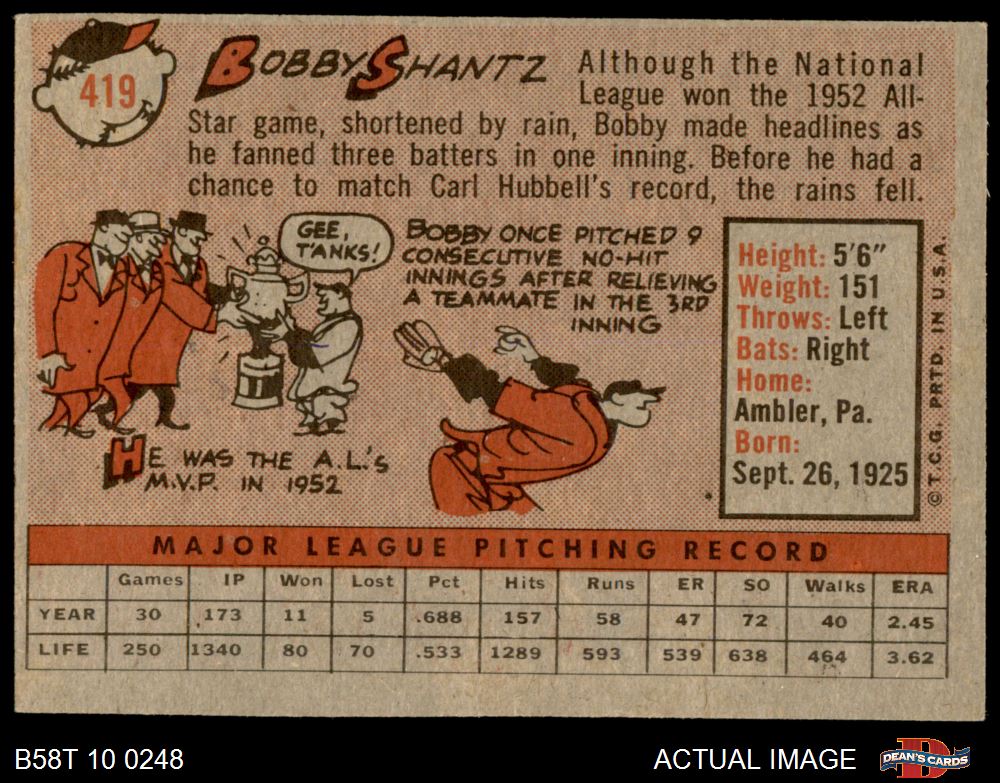 419
BOBBY SHANTZ
Although the National
League won the 1952 All-
Star game, shortened by rain, Bobby made headlines as
he fanned three batters in one inning. Before he had a
chance to match Carl Hubbell's record, the rains fell.
GEE,
T'ANKS!
HE WAS THE A.L.'S
M.V.P. IN 1952
BOBBY ONCE PITCHED 9
CONSECUTIVE NO-HIT
INNINGS AFTER RELIEVING
A TEAMMATE IN THE 3RD
INNING
Height: 5'6"
Weight: 151
Throws: Left
Bats: Right
Home:
Ambler, Pa.
Born:
Sept. 26, 1925
© T.C.G. PRTD. IN U.S.A.
MAJOR LEAGUE PITCHING RECORD
Games IP Won Lost Pct Hits Runs ER SO Walks ERA
YEAR 30 173 11 5 .688 157 58 47 72 40 2.45
LIFE 250 1340 80 70 .533 1289 593 539 638 464 3.62
B58T 10 0248
ACTUAL IMAGE
DEAN'S CARDS